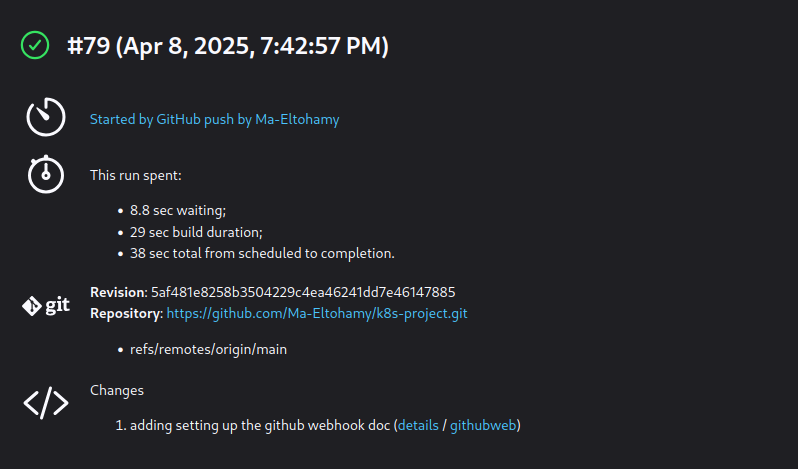 #79 (Apr 8, 2025, 7:42:57 PM)
Started by GitHub push by Ma-Eltohamy
This run spent:
• 8.8 sec waiting;
• 29 sec build duration;
• 38 sec total from scheduled to completion.
git
Revision: 5af481e8258b3504229c4ea46241dd7e46147885
Repository: https://github.com/Ma-Eltohamy/k8s-project.git
• refs/remotes/origin/main
Changes
1. adding setting up the github webhook doc (details / githubweb)